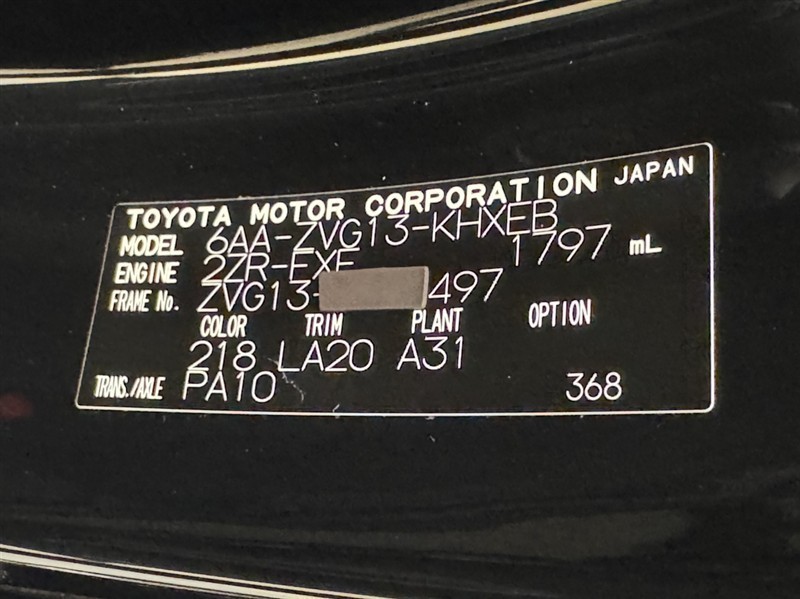 TOYOTA MOTOR CORPORATION JAPAN
MODEL 6AA-ZVG13-KHXEB
ENGINE 2ZR-FXE 1797 mL
FRAME No. ZVG13- 497
COLOR TRIM PLANT OPTION
218 LA20 A31
TRANS./AXLE PA10 368